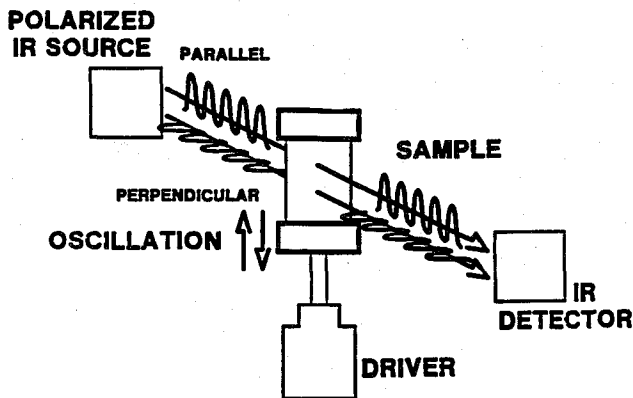 POLARIZED
IR SOURCE
PARALLEL
SAMPLE
PERPENDICULAR
OSCILLATION
IR
DETECTOR
DRIVER